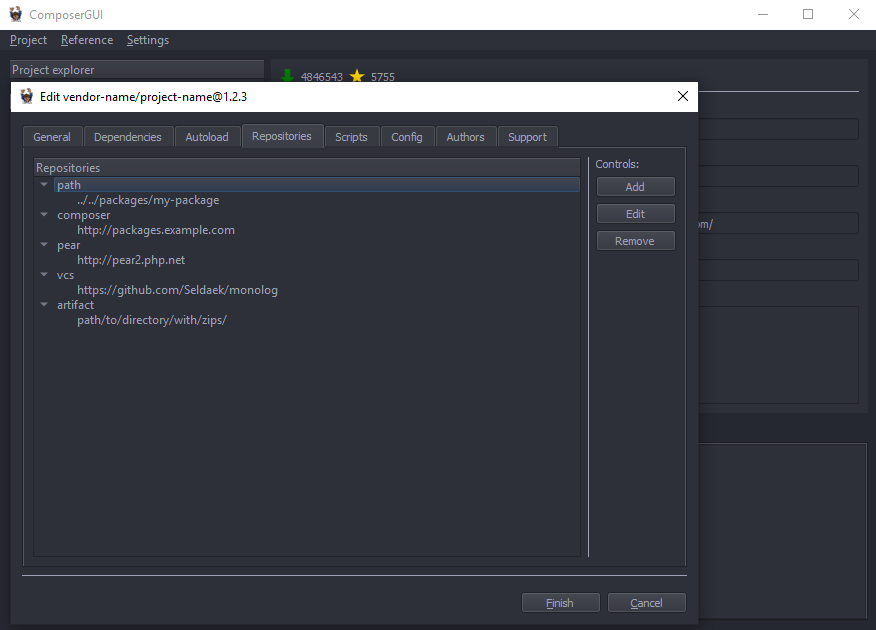 ComposerGUI
Project Reference Settings
Project explorer
4846543 5755
Edit vendor-name/project-name@1.2.3
General Dependencies Autoload Repositories Scripts Config Authors Support
Repositories
Controls:
path
Add
../../packages/my-package
composer
Edit
om/
http://packages.example.com
pear
Remove
http://pear2.php.net
vcs
https://github.com/Seldaek/monolog
artifact
path/to/directory/with/zips/
Finish Cancel